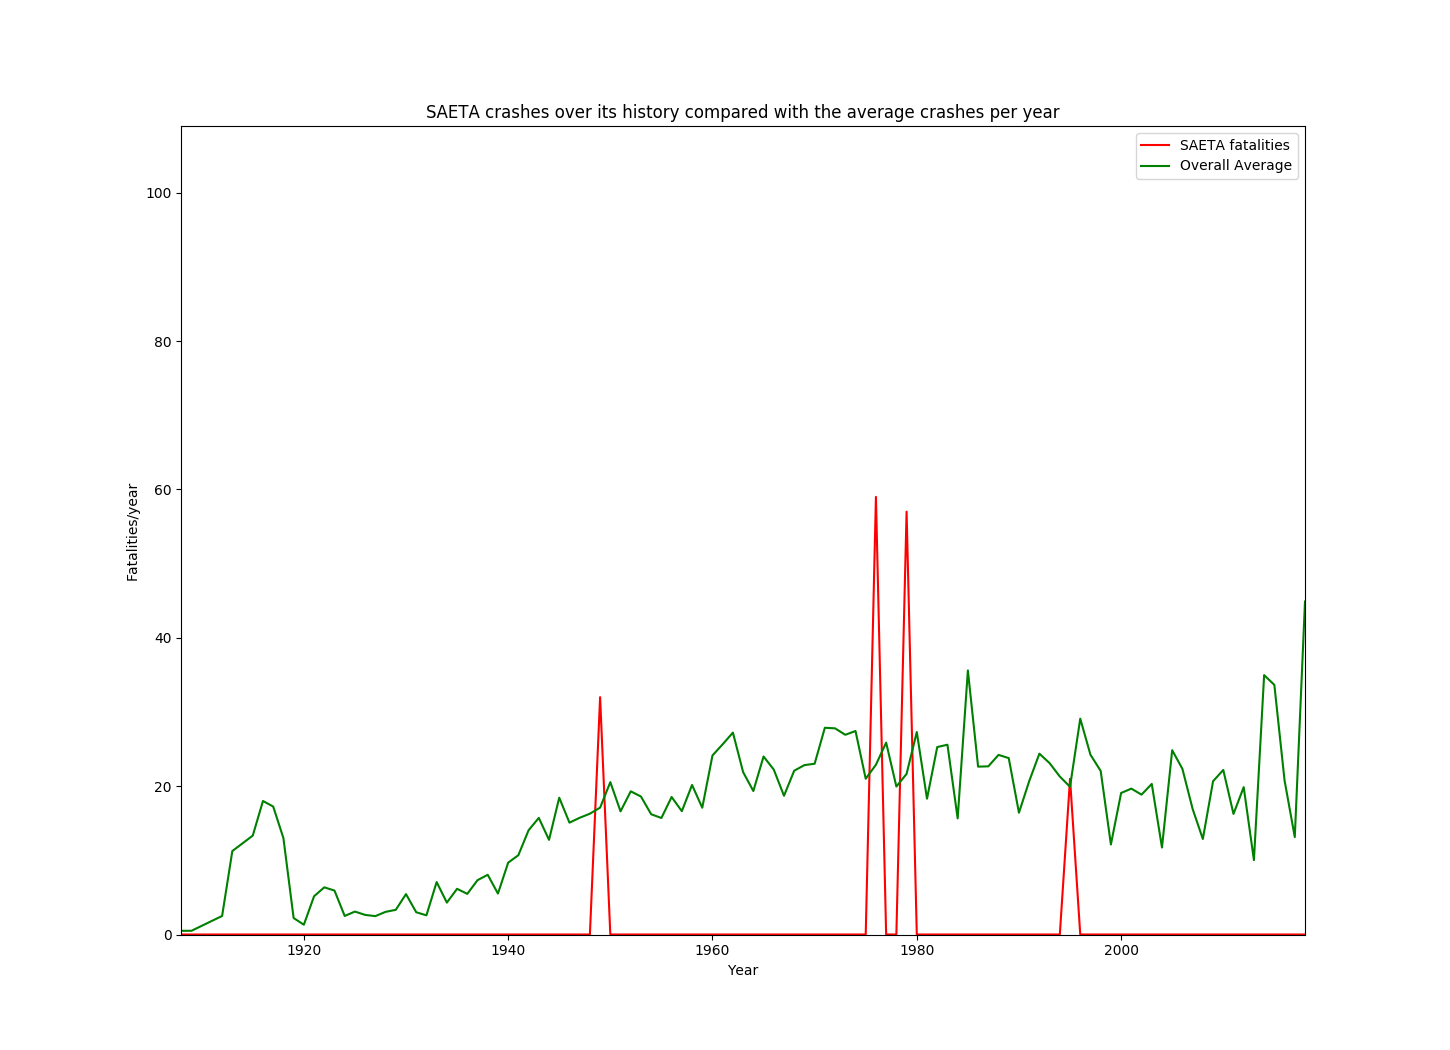 SAETA crashes over its history compared with the average crashes per year
SAETA fatalities
Overall Average
100
80
60
40
20
0
Fatalities/year
1920 1940 1960 1980 2000
Year